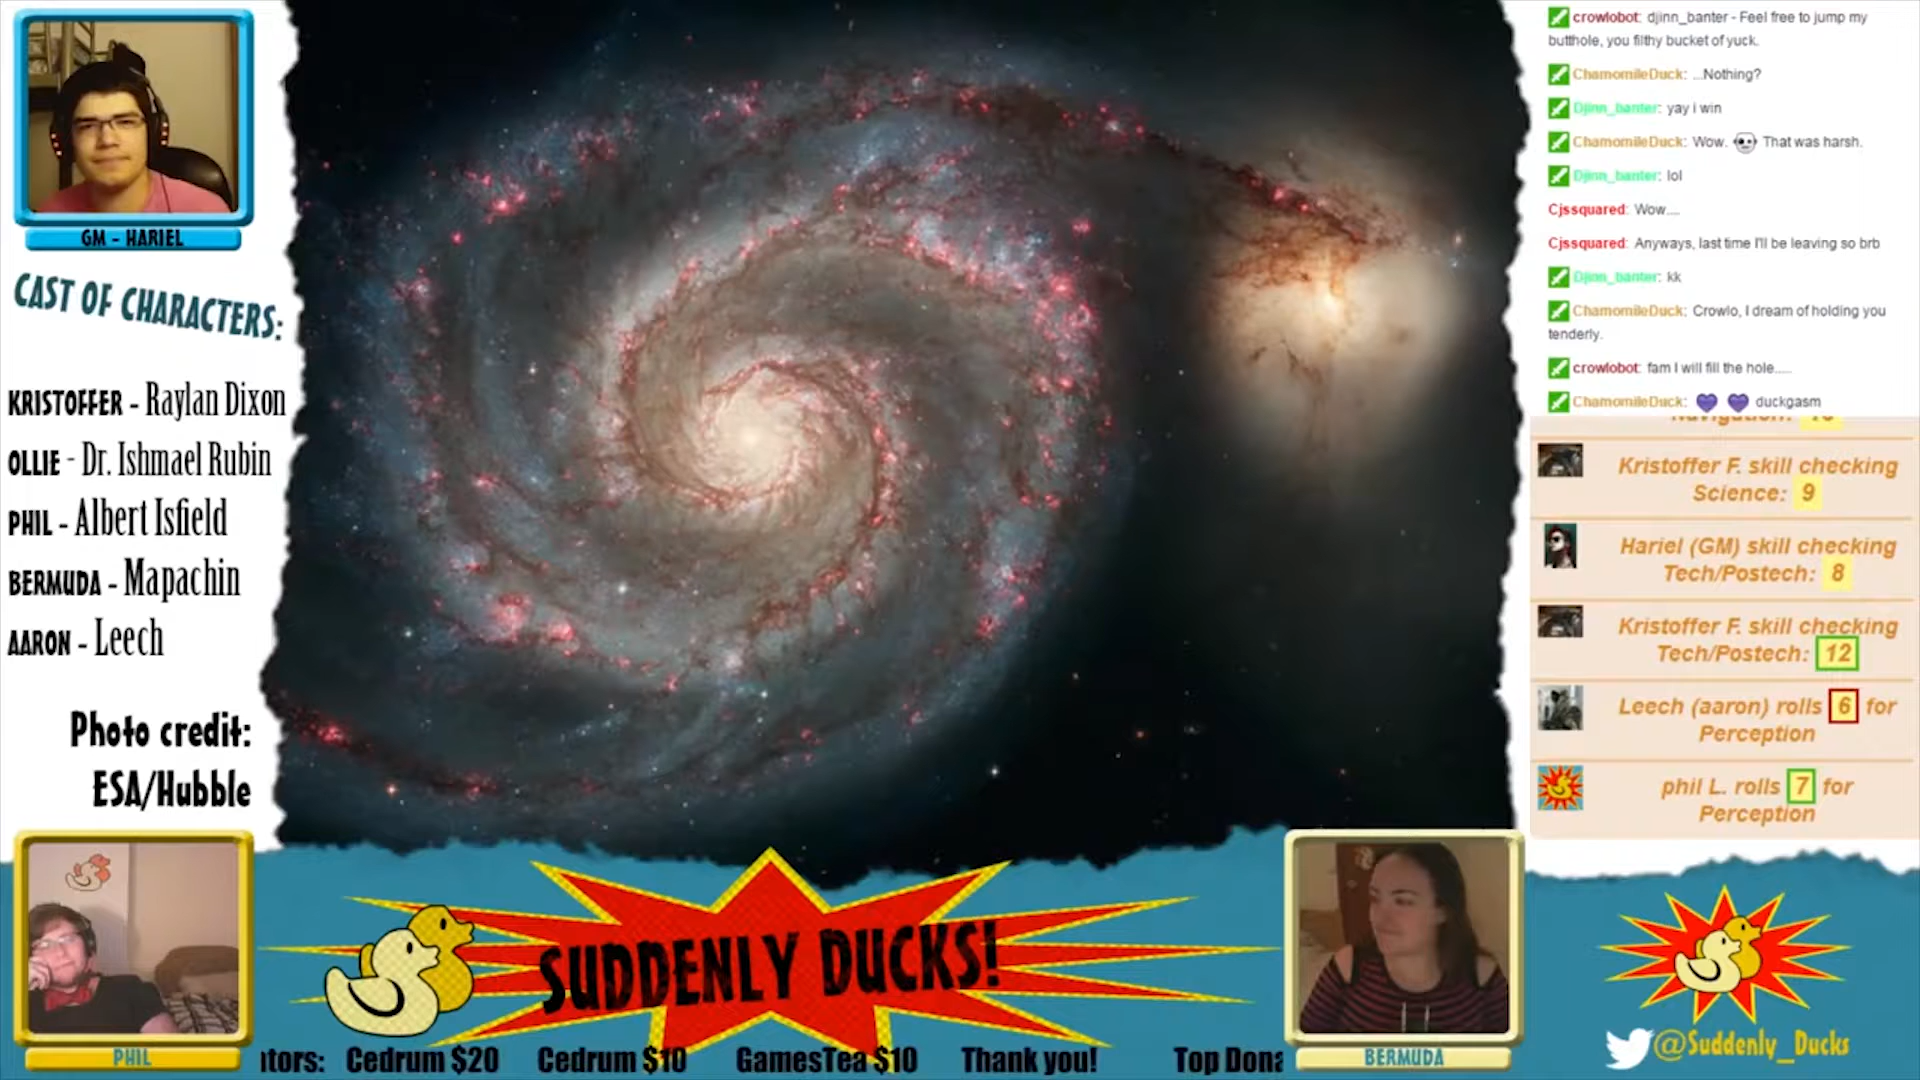 GM - HARIEL
CAST OF CHARACTERS:
KRISTOFFER - Raylan Dixon
OLLIE - Dr. Ishmael Rubin
PHIL - Albert Isfield
BERMUDA - Mapachin
AARON - Leech
Photo credit:
ESA/Hubble
PHIL
SUDDENLY DUCKS!
tors: Cedrum $20 Cedrum $10 GamesTea $10 Thank you! Top Dona
BERMUDA
crowlobot: djinn_banter - Feel free to jump my
butthole, you filthy bucket of yuck.
ChamomileDuck: ...Nothing?
Djinn_banter: yay i win
ChamomileDuck: Wow. That was harsh.
Djinn_banter: lol
Cjssquared: Wow....
Cjssquared: Anyways, last time I'll be leaving so brb
Djinn_banter: kk
ChamomileDuck: Crowlo, I dream of holding you
tenderly.
crowlobot: fam I will fill the hole.....
ChamomileDuck: duckgasm
Navigation:
Kristoffer F. skill checking
Science: 9
Hariel (GM) skill checking
Tech/Postech: 8
Kristoffer F. skill checking
Tech/Postech: 12
Leech (aaron) rolls 6 for
Perception
phil L. rolls 7 for
Perception
@Suddenly_Ducks